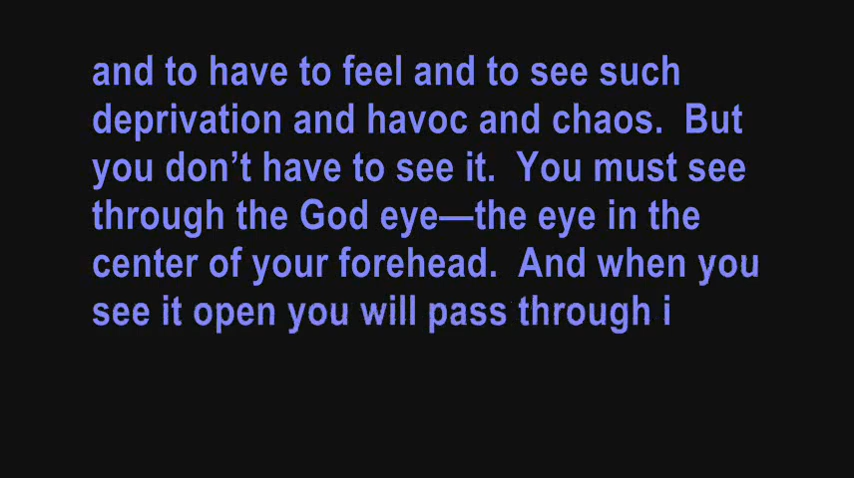 and to have to feel and to see such
deprivation and havoc and chaos.  But
you don’t have to see it.  You must see
through the God eye—the eye in the
center of your forehead.  And when you
see it open you will pass through i